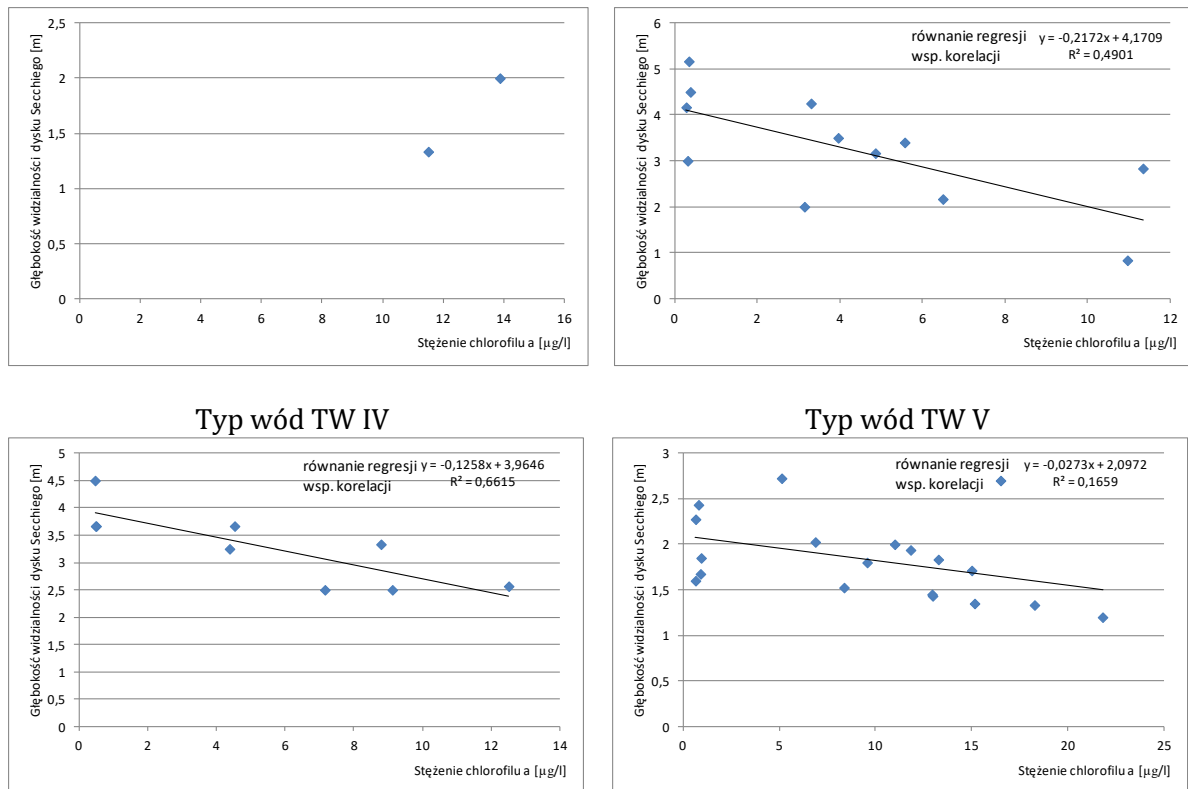 2,5
2
1,5
1
0,5
0
0 2 4 6 8 10 12 14 16
Głębokość widzialności dysku Secchiego [m]
Stężenie chlorofilu a [µg/l]
6
5
4
3
2
1
0
0 2 4 6 8 10 12
Głębokość widzialności dysku Secchiego [m]
Stężenie chlorofilu a [µg/l]
równanie regresji y = -0,2172x + 4,1709
wsp. korelacji R² = 0,4901
Typ wód TW IV
5
4,5
4
3,5
3
2,5
2
1,5
1
0,5
0
0 2 4 6 8 10 12 14
Głębokość widzialności dysku Secchiego [m]
Stężenie chlorofilu a [µg/l]
równanie regresji y = -0,1258x + 3,9646
wsp. korelacji R² = 0,6615
Typ wód TW V
3
2,5
2
1,5
1
0,5
0
0 5 10 15 20 25
Głębokość widzialności dysku Secchiego [m]
Stężenie chlorofilu a [µg/l]
równanie regresji y = -0,0273x + 2,0972
wsp. korelacji R² = 0,1659